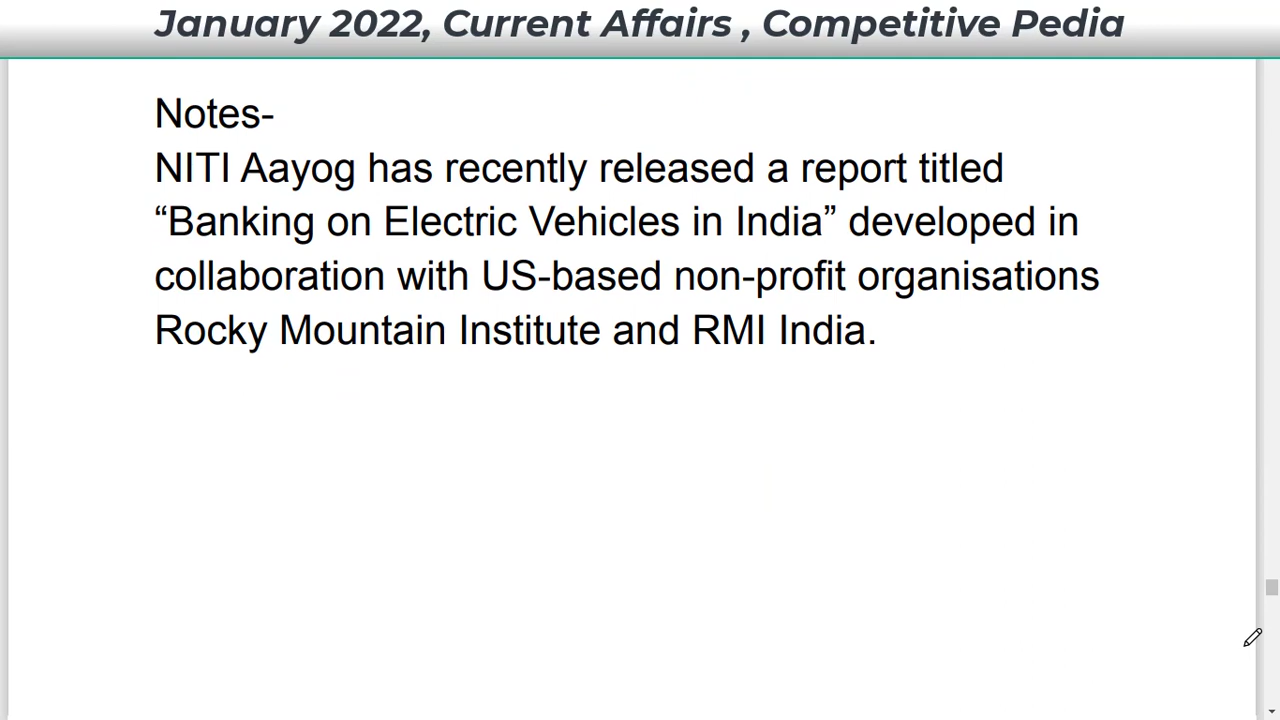 January 2022, Current Affairs , Competitive Pedia
Notes-
NITI Aayog has recently released a report titled
“Banking on Electric Vehicles in India” developed in
collaboration with US-based non-profit organisations
Rocky Mountain Institute and RMI India.